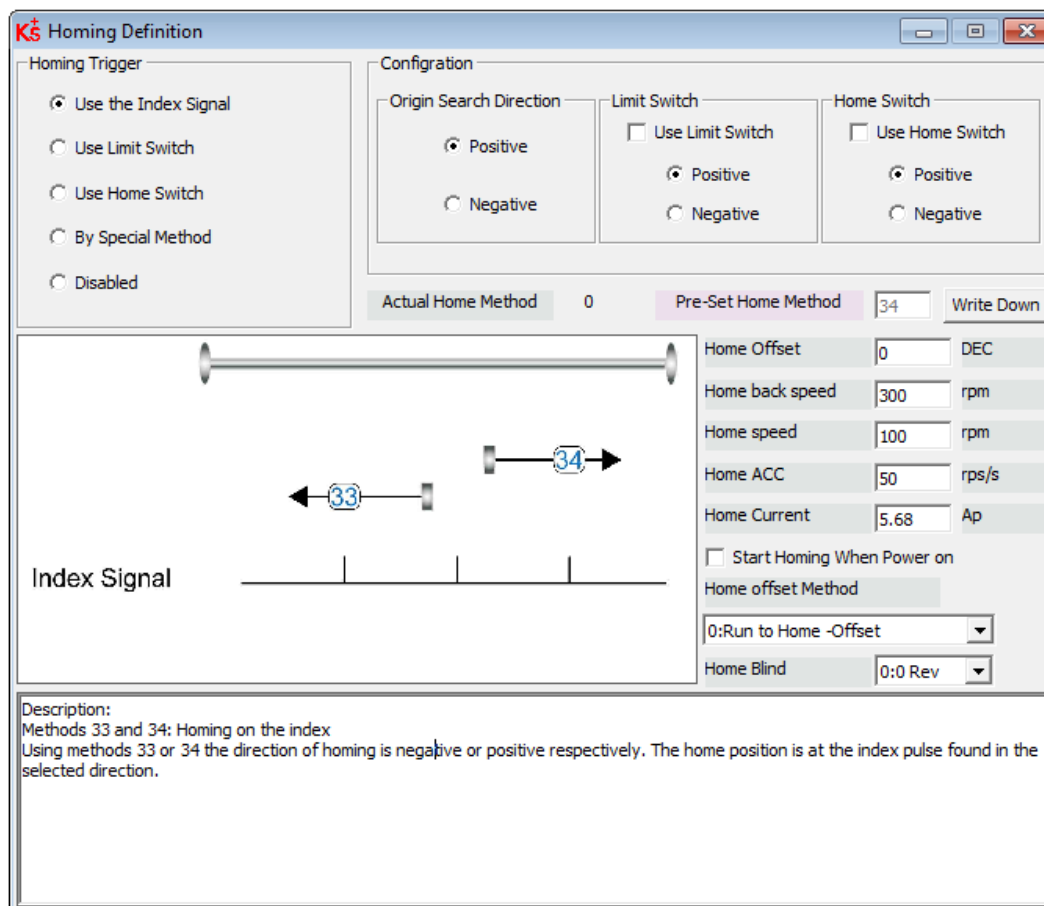 K+S Homing Definition
Homing Trigger
Use the Index Signal
Use Limit Switch
Use Home Switch
By Special Method
Disabled
Configration
Origin Search Direction
Positive
Negative
Limit Switch
Use Limit Switch
Positive
Negative
Home Switch
Use Home Switch
Positive
Negative
Actual Home Method 0 Pre-Set Home Method 34 Write Down
33
34
Index Signal
Home Offset 0 DEC
Home back speed 300 rpm
Home speed 100 rpm
Home ACC 50 rps/s
Home Current 5.68 Ap
Start Homing When Power on
Home offset Method
0:Run to Home -Offset
Home Blind 0:0 Rev
Description:
Methods 33 and 34: Homing on the index
Using methods 33 or 34 the direction of homing is negative or positive respectively. The home position is at the index pulse found in the
selected direction.